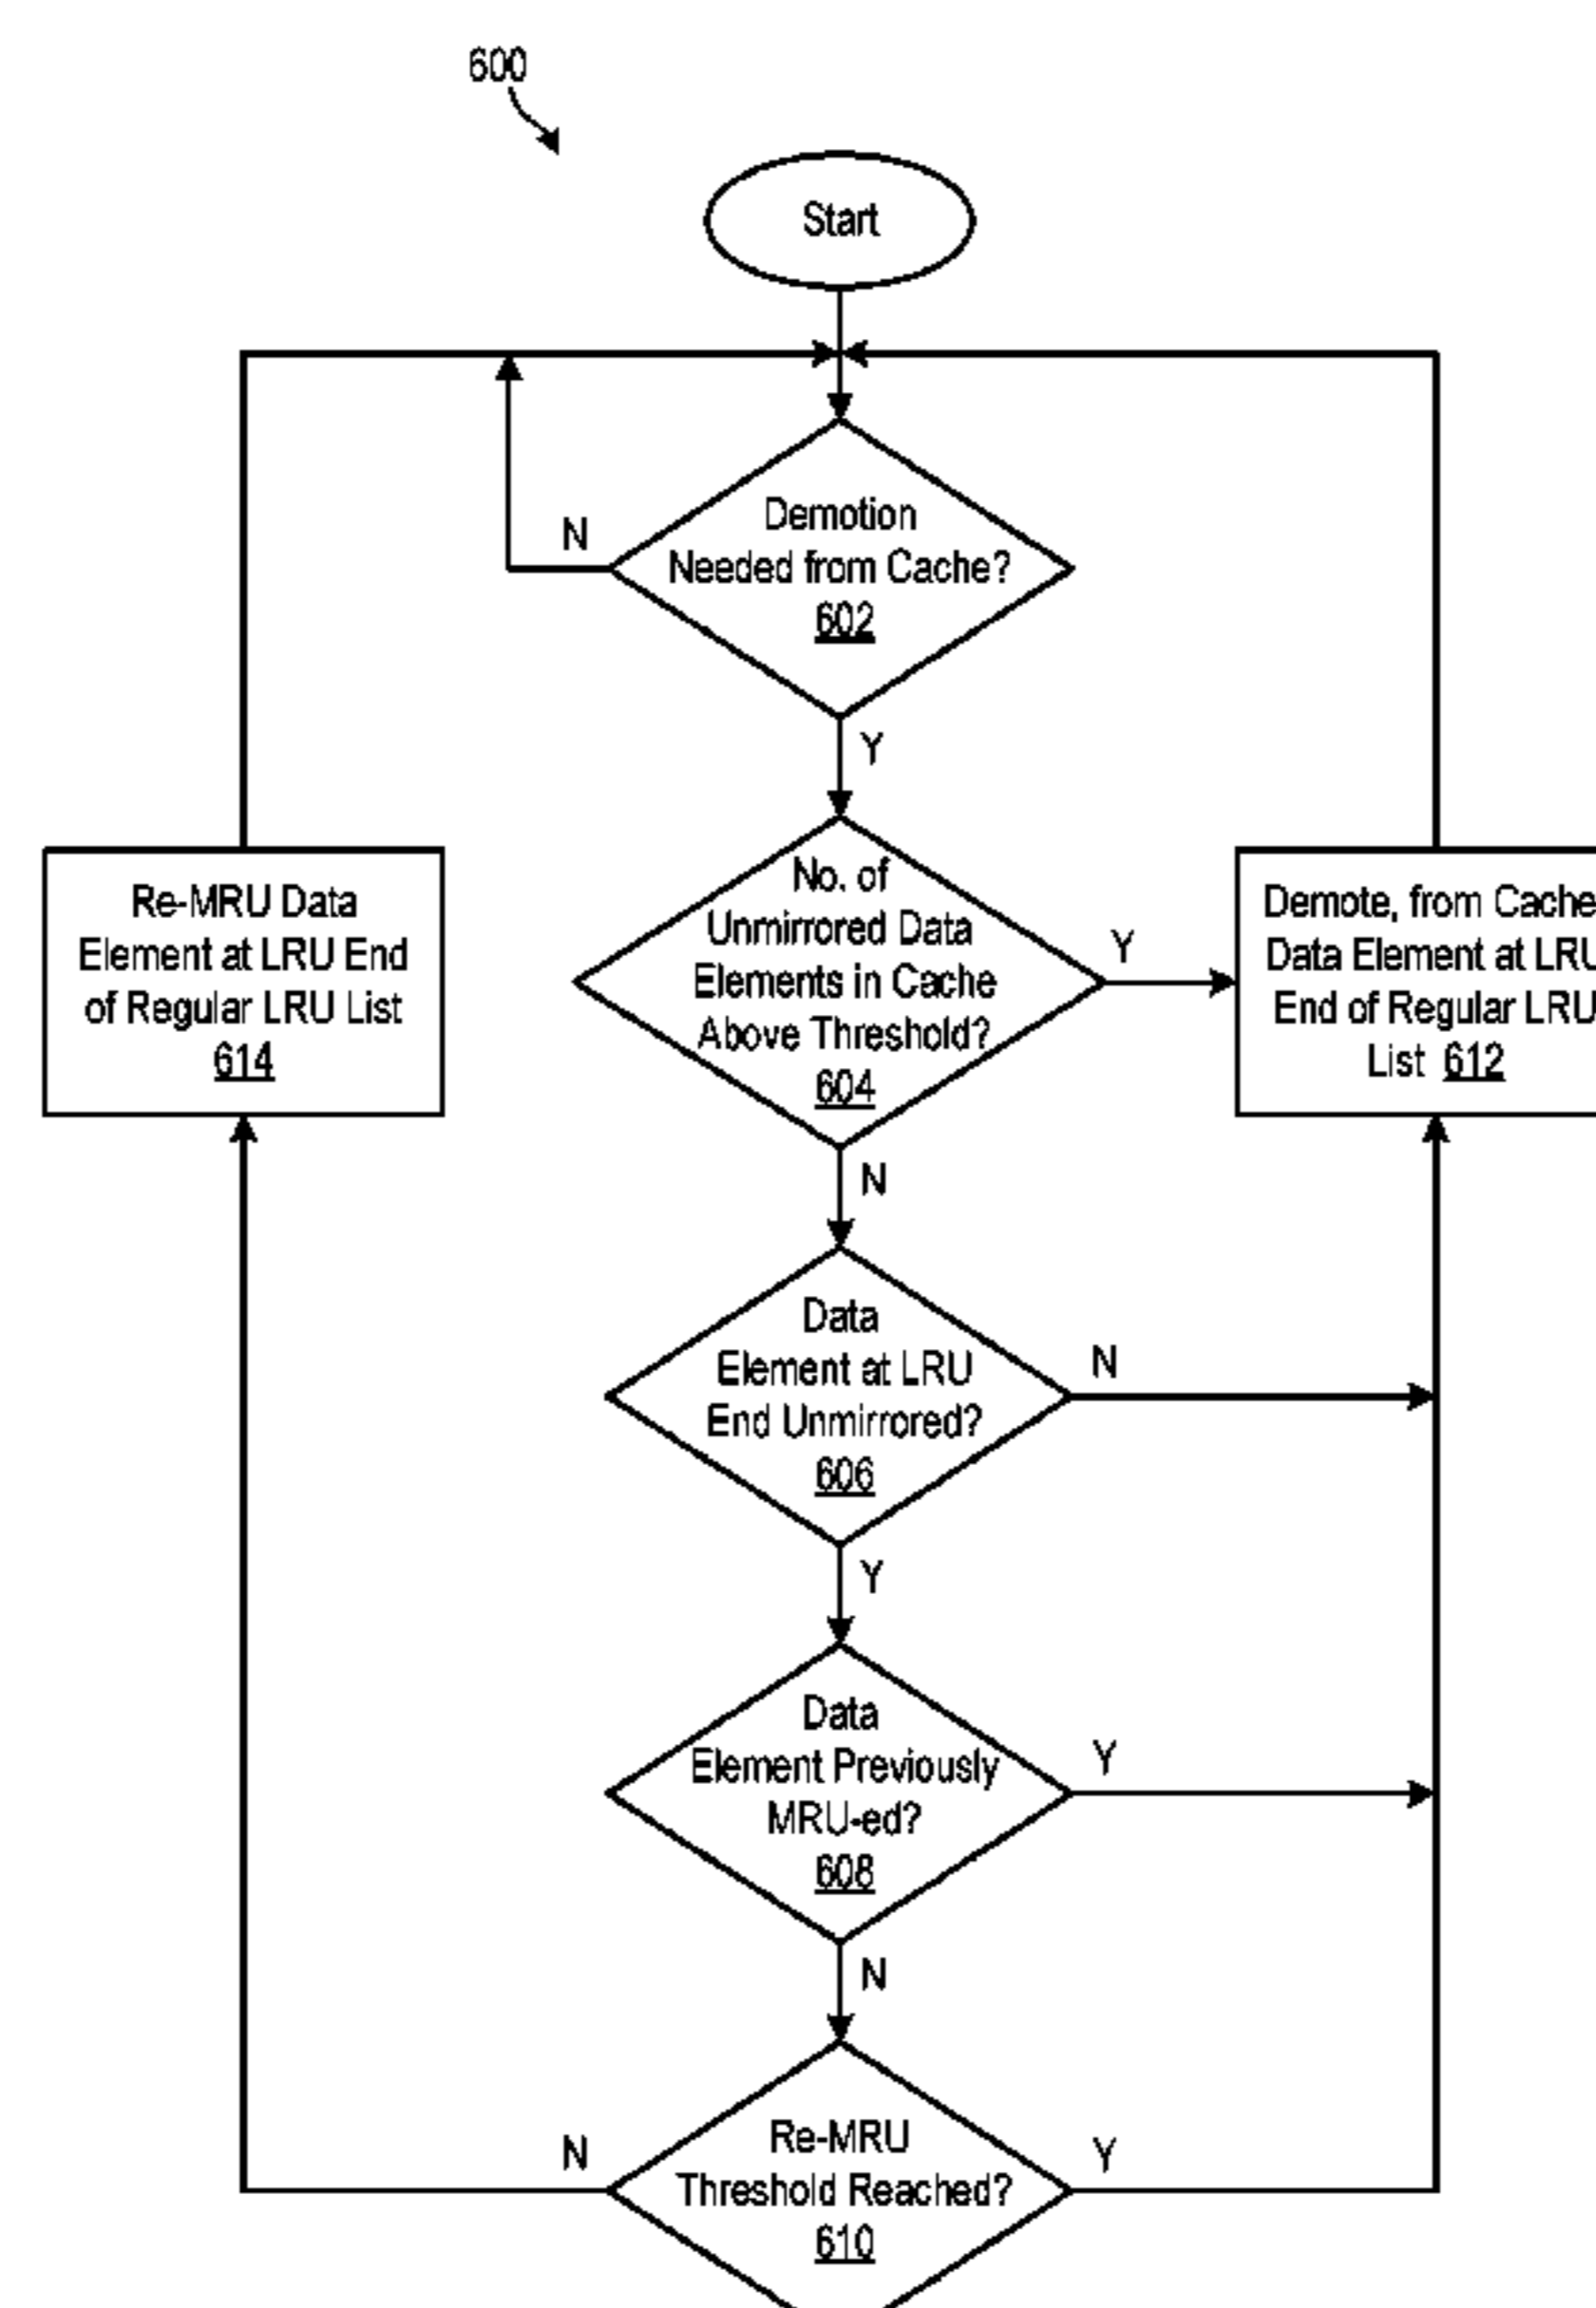 600
Start
Demotion
Needed from Cache?
602
N
Y
No. of
Unmirrored Data
Elements in Cache
Above Threshold?
604
Y
N
Re-MRU Data
Element at LRU End
of Regular LRU List
614
Demote, from Cache
Data Element at LRU
End of Regular LRU
List 612
Data
Element at LRU
End Unmirrored?
606
N
Y
Data
Element Previously
MRU-ed?
608
Y
N
Re-MRU
Threshold Reached?
610
N
Y